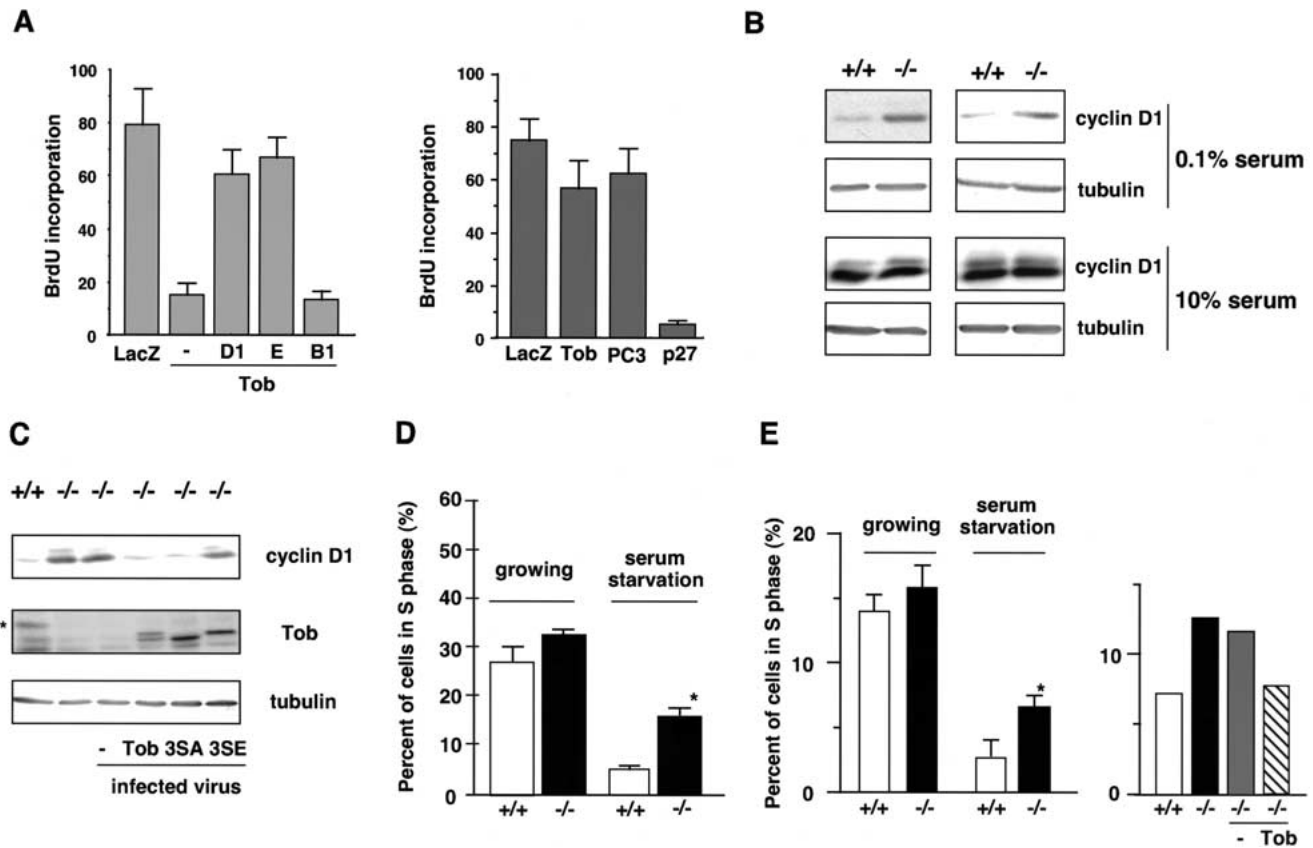 A
BrdU incorporation
100
80
60
40
20
0
LacZ - D1 E B1
Tob
BrdU incorporation
100
80
60
40
20
0
LacZ Tob PC3 p27
B
+/+ -/- +/+ -/-
cyclin D1
tubulin
0.1% serum
cyclin D1
tubulin
10% serum
C
+/+ -/- -/- -/- -/- -/-
cyclin D1
* Tob
tubulin
- Tob 3SA 3SE
infected virus
D
Percent of cells in S phase (%)
60
50
40
30
20
10
0
growing
serum
starvation
*
+/+ -/- +/+ -/-
E
Percent of cells in S phase (%)
20
10
0
growing
serum
starvation
*
+/+ -/- +/+ -/-
10
0
+/+ -/- -/- -/-
- Tob